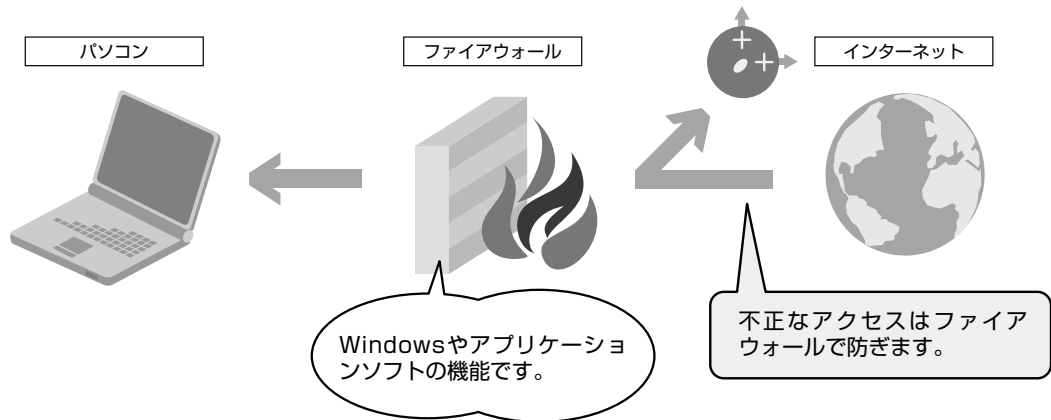 パソコン
ファイアウォール
インターネット
Windowsやアプリケーショ
ンソフトの機能です。
不正なアクセスはファイア
ウォールで防ぎます。